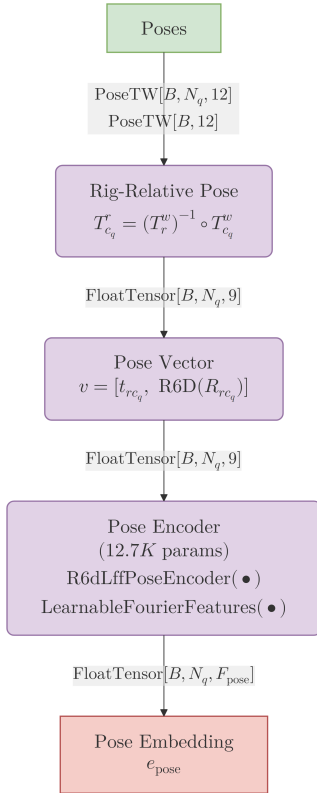 Poses
PoseTW[B, N_q, 12]
PoseTW[B, 12]
Rig-Relative Pose
T^r_{c_q} = (T^w_r)^{-1} ∘ T^w_{c_q}
FloatTensor[B, N_q, 9]
Pose Vector
v = [t_{rc_q}, R6D(R_{rc_q})]
FloatTensor[B, N_q, 9]
Pose Encoder
(12.7K params)
R6dLffPoseEncoder(•)
LearnableFourierFeatures(•)
FloatTensor[B, N_q, F_pose]
Pose Embedding
e_pose